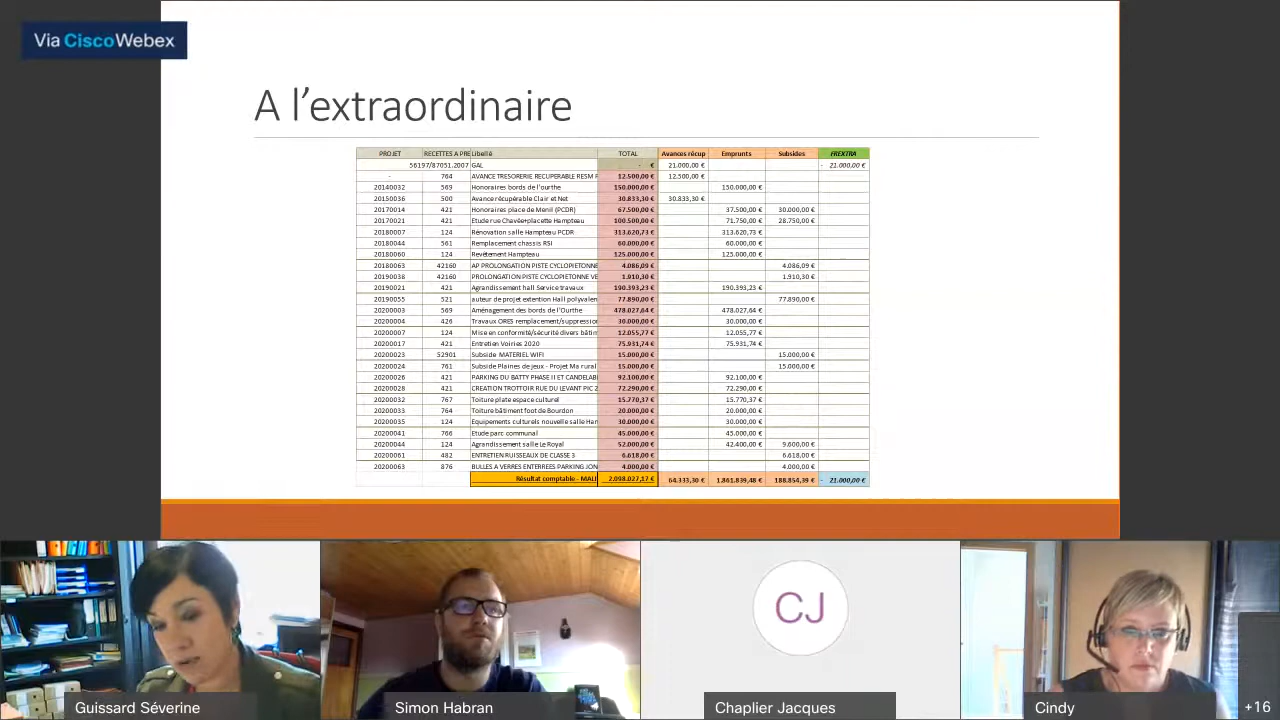 Via Cisco Webex
A l'extraordinaire
PROJET RECETTES A PRE Libellé TOTAL Avances récup Emprunts Subsides FREXTRA
56197/87051.2007 GAL - € 21.000,00 € - 21.000,00 €
- 764 AVANCE TRESORERIE RECUPERABLE RESM 12.500,00 € 12.500,00 €
20140032 569 Honoraires bords de l'ourthe 150.000,00 € 150.000,00 €
20150036 500 Avance récupérable Clair et Net 30.833,30 € 30.833,30 €
20170014 421 Honoraires place de Menil (PCDR) 67.500,00 € 37.500,00 € 30.000,00 €
20170021 421 Etude rue Chavée+placette Hampteau 100.500,00 € 71.750,00 € 28.750,00 €
20180007 124 Rénovation salle Hampteau PCDR 313.620,73 € 313.620,73 €
20180044 561 Remplacement chassis RSI 60.000,00 € 60.000,00 €
20180060 124 Revêtement Hampteau 125.000,00 € 125.000,00 €
20180063 42160 AP PROLONGATION PISTE CYCLOPIETONNE 4.086,09 € 4.086,09 €
20190038 42160 PROLONGATION PISTE CYCLOPIETONNE VE 1.910,30 € 1.910,30 €
20190021 421 Agrandissement hall Service travaux 190.393,23 € 190.393,23 €
20190055 521 auteur de projet extention Hall polyvalen 77.890,00 € 77.890,00 €
20200003 569 Aménagement des bords de l'Ourthe 478.027,64 € 478.027,64 €
20200004 426 Travaux ORES remplacement/suppression 30.000,00 € 30.000,00 €
20200007 124 Mise en conformité/sécurité divers bâtim 12.055,77 € 12.055,77 €
20200017 421 Entretien Voiries 2020 75.931,74 € 75.931,74 €
20200023 52901 Subside MATERIEL WIFI 15.000,00 € 15.000,00 €
20200024 761 Subside Plaines de jeux - Projet Ma rural 15.000,00 € 15.000,00 €
20200026 421 PARKING DU BATTY PHASE II ET CANDELAB 92.100,00 € 92.100,00 €
20200028 421 CREATION TROTTOIR RUE DU LEVANT PIC 2 72.290,00 € 72.290,00 €
20200032 767 Toiture plate espace culturel 15.770,37 € 15.770,37 €
20200033 764 Toiture bâtiment foot de Bourdon 20.000,00 € 20.000,00 €
20200035 124 Equipements culturels nouvelle salle Ham 30.000,00 € 30.000,00 €
20200041 766 Etude parc communal 45.000,00 € 45.000,00 €
20200044 124 Agrandissement salle Le Royal 52.000,00 € 42.400,00 € 9.600,00 €
20200061 482 ENTRETIEN RUISSEAUX DE CLASSE 3 6.618,00 € 6.618,00 €
20200063 876 BULLES A VERRES ENTERREES PARKING JON 4.000,00 € 4.000,00 €
Résultat comptable - MALI 2.098.027,17 € 64.333,30 € 1.861.839,48 € 188.854,39 € - 21.000,00 €
CJ
Guissard Séverine
Simon Habran
Chaplier Jacques
Cindy
+16